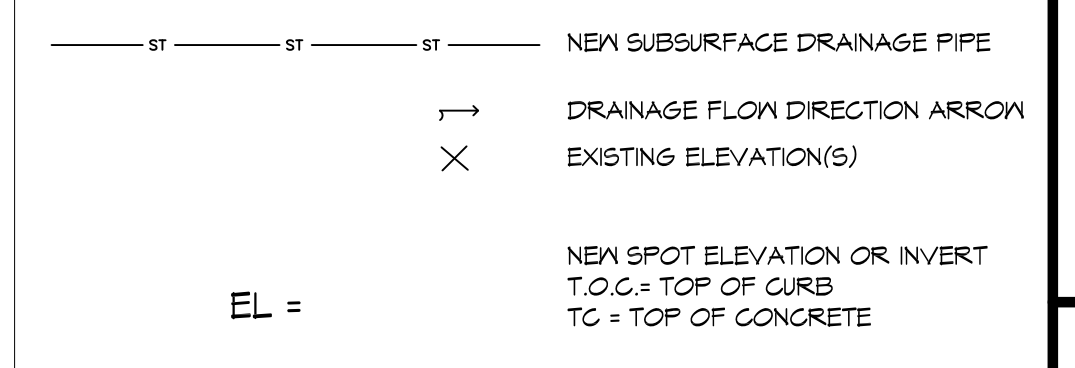 ST ST ST NEW SUBSURFACE DRAINAGE PIPE
DRAINAGE FLOW DIRECTION ARROW
EXISTING ELEVATION(S)
NEW SPOT ELEVATION OR INVERT
T.O.C.= TOP OF CURB
EL =
TC = TOP OF CONCRETE